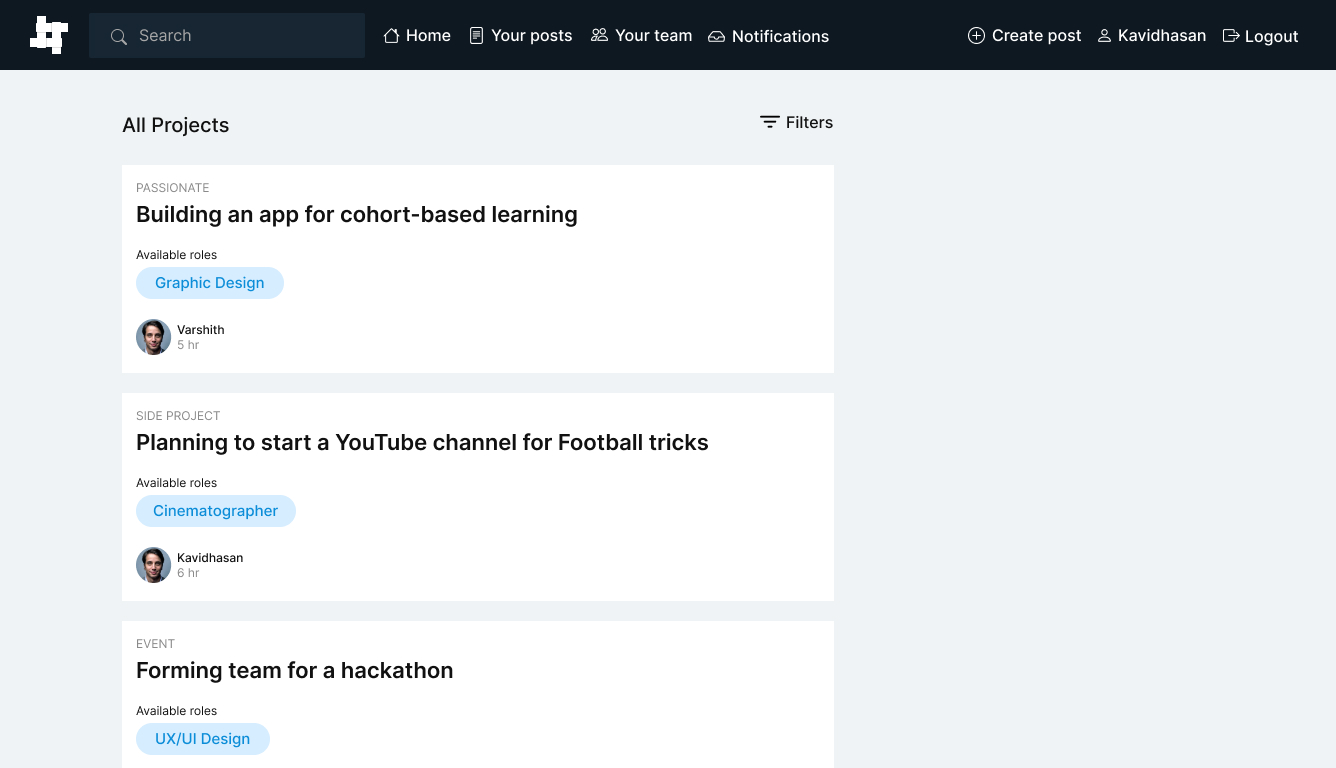 Search
Home
Your posts
Your team
Notifications
Create post
Kavidhasan
Logout
All Projects
Filters
PASSIONATE
Building an app for cohort-based learning
Available roles
Graphic Design
Varshith
5 hr
SIDE PROJECT
Planning to start a YouTube channel for Football tricks
Available roles
Cinematographer
Kavidhasan
6 hr
EVENT
Forming team for a hackathon
Available roles
UX/UI Design